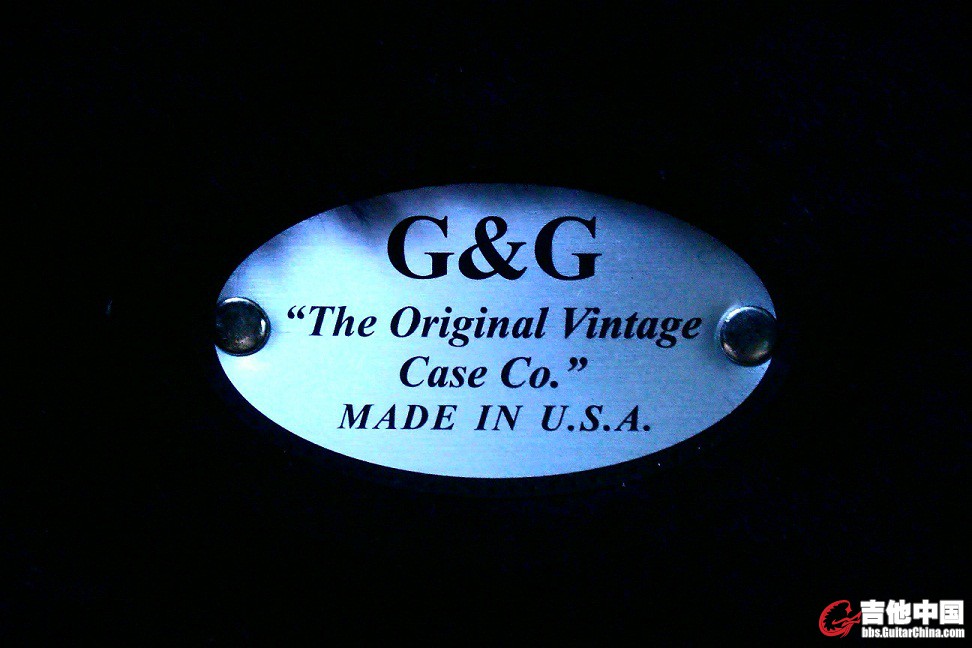 G&G
“The Original Vintage
Case Co.”
MADE IN U.S.A.
吉他中国
bbs.GuitarChina.com